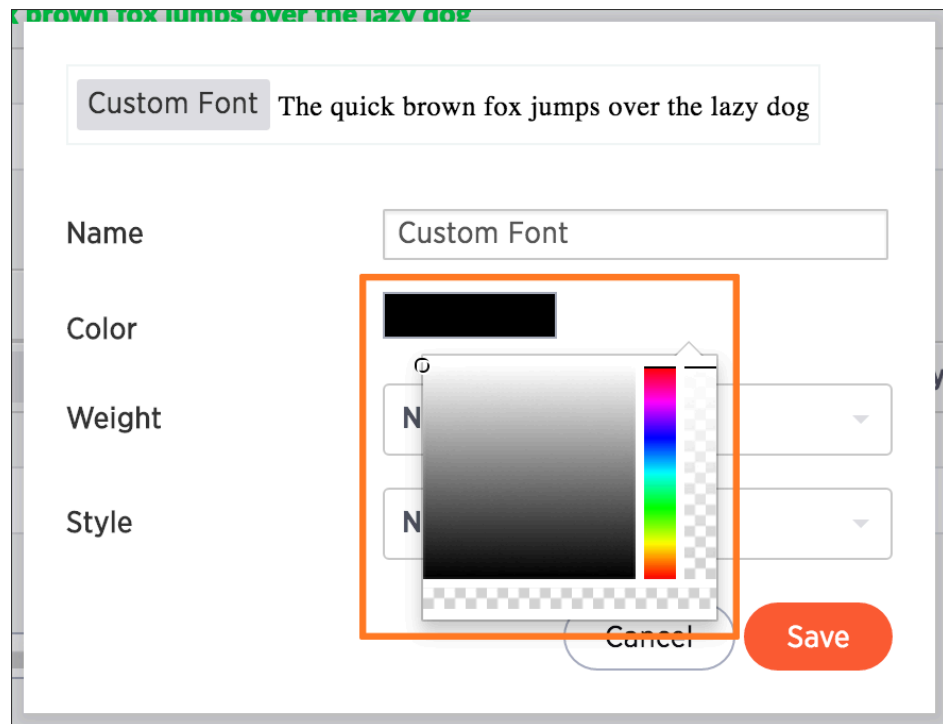 brown fox jumps over the lazy dog
Custom Font The quick brown fox jumps over the lazy dog
Name Custom Font
Color
Weight N
Style N
Cancel Save